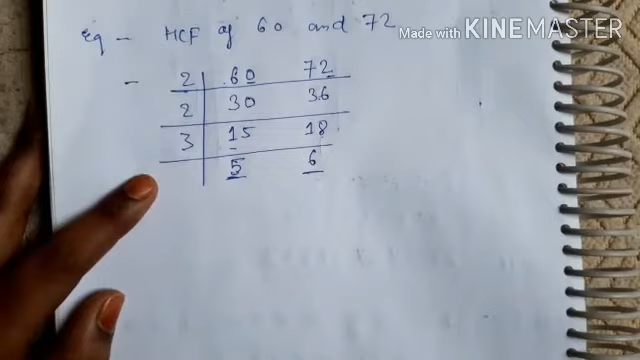 Eg - HCF of 60 and 72
Made with KINEMASTER
- 2 60 72
2 30 36
3 15 18
5 6